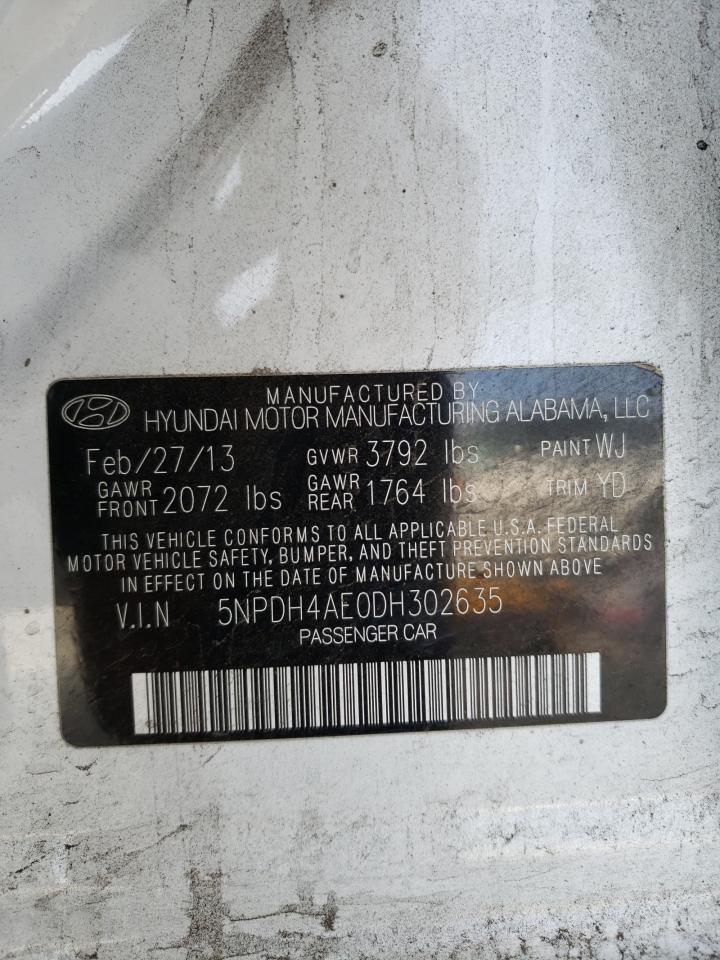 MANUFACTURED BY
HYUNDAI MOTOR MANUFACTURING ALABAMA, LLC
Feb/27/13 GVWR 3792 lbs PAINT WJ
GAWR FRONT 2072 lbs GAWR REAR 1764 lbs TRIM YD
THIS VEHICLE CONFORMS TO ALL APPLICABLE U.S.A. FEDERAL
MOTOR VEHICLE SAFETY, BUMPER, AND THEFT PREVENTION STANDARDS
IN EFFECT ON THE DATE OF MANUFACTURE SHOWN ABOVE
V.I.N 5NPDH4AE0DH302635
PASSENGER CAR